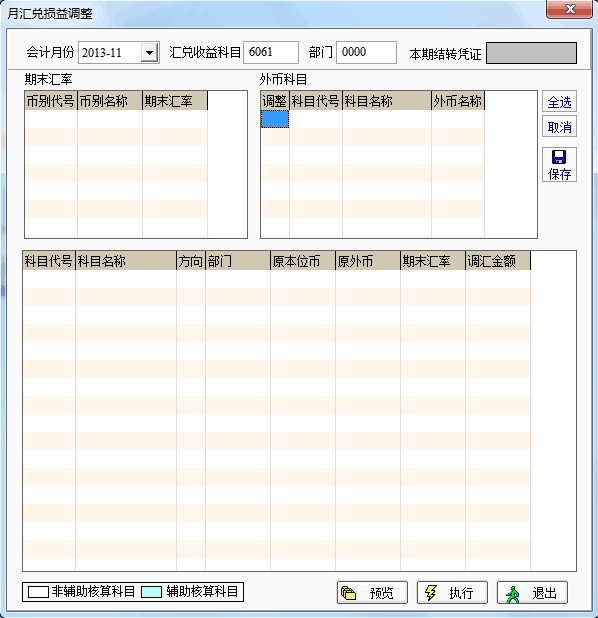 月汇兑损益调整
会计月份 2013-11 汇兑收益科目 6061 部门 0000 本期结转凭证
期末汇率 外币科目
币别代号 币别名称 期末汇率 调整 科目代号 科目名称 外币名称 全选
取消
保存
科目代号 科目名称 方向 部门 原本位币 原外币 期末汇率 调汇金额
非辅助核算科目 辅助核算科目 预览 执行 退出